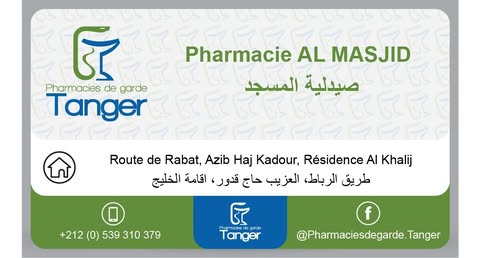 Pharmacies de garde
Tanger
Pharmacie AL MASJID
صيدلية المسجد
Route de Rabat, Azib Haj Kadour, Résidence Al Khalij
طريق الرباط، العزيب حاج قدور، اقامة الخليج
+212 (0) 539 310 379
Pharmacies de garde
Tanger
@Pharmaciesdegarde.Tanger